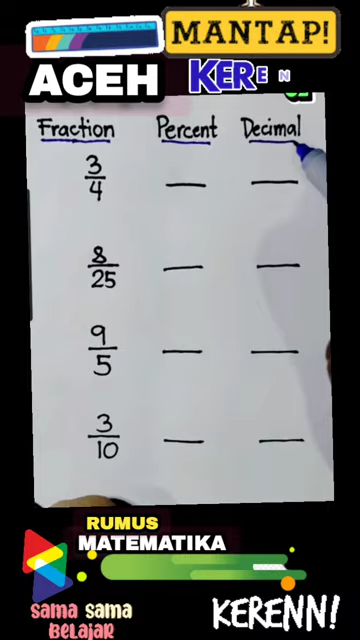 MANTAP!
ACEH KEREN
Fraction Percent Decimal
3/4
8/25
9/5
3/10
RUMUS
MATEMATIKA
sama sama
belajar
KERENN!